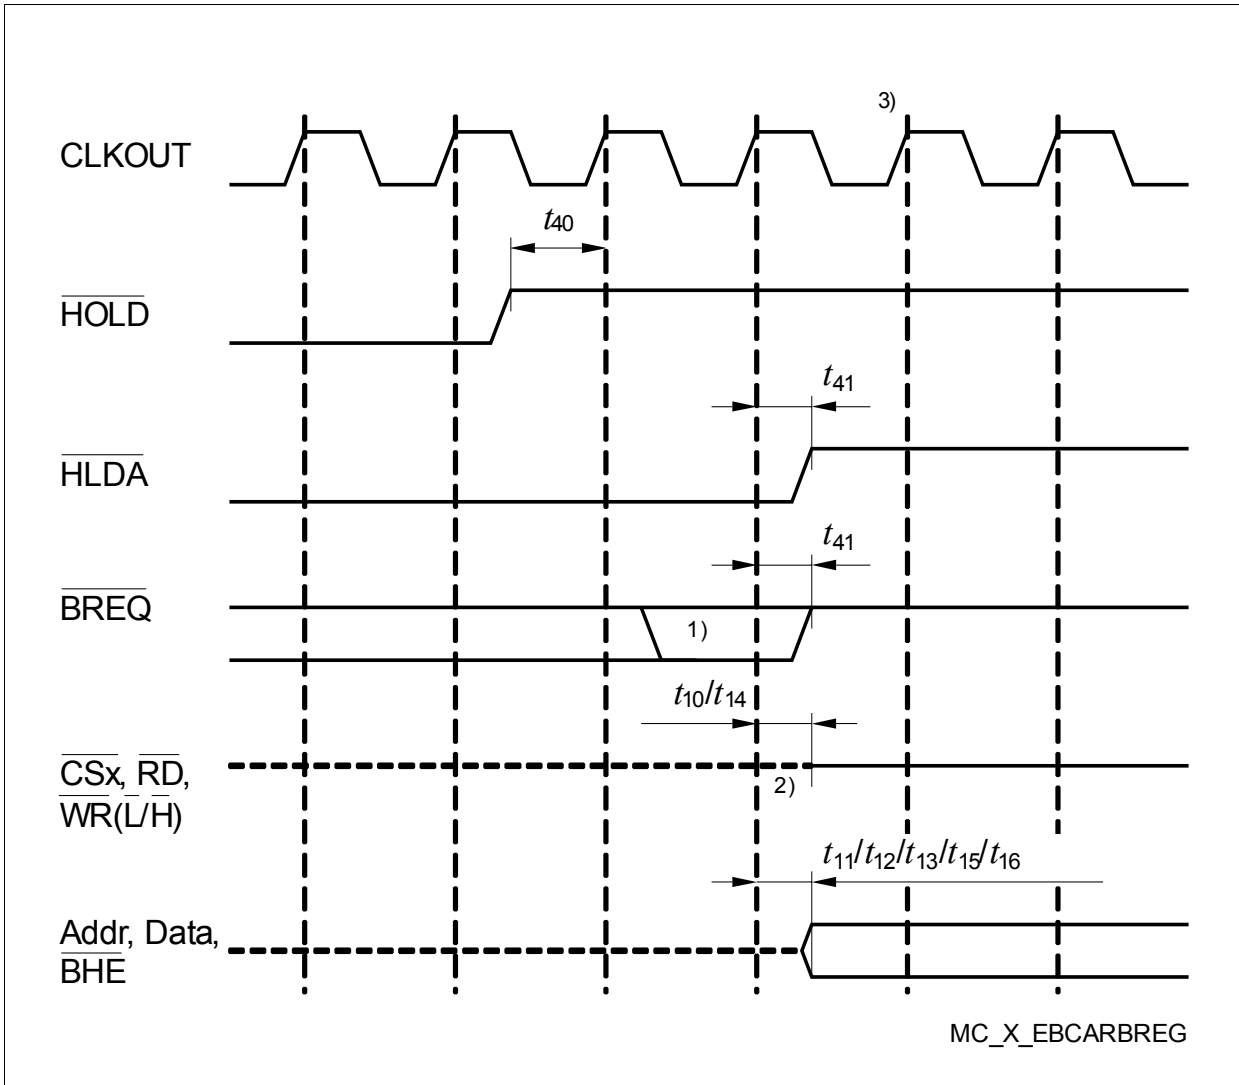 3)
CLKOUT
t40
HOLD
t41
HLDA
t41
BREQ
1)
t10/t14
CSx, RD,
WR(L/H)
2)
t11/t12/t13/t15/t16
Addr, Data,
BHE
MC_X_EBCARBREG